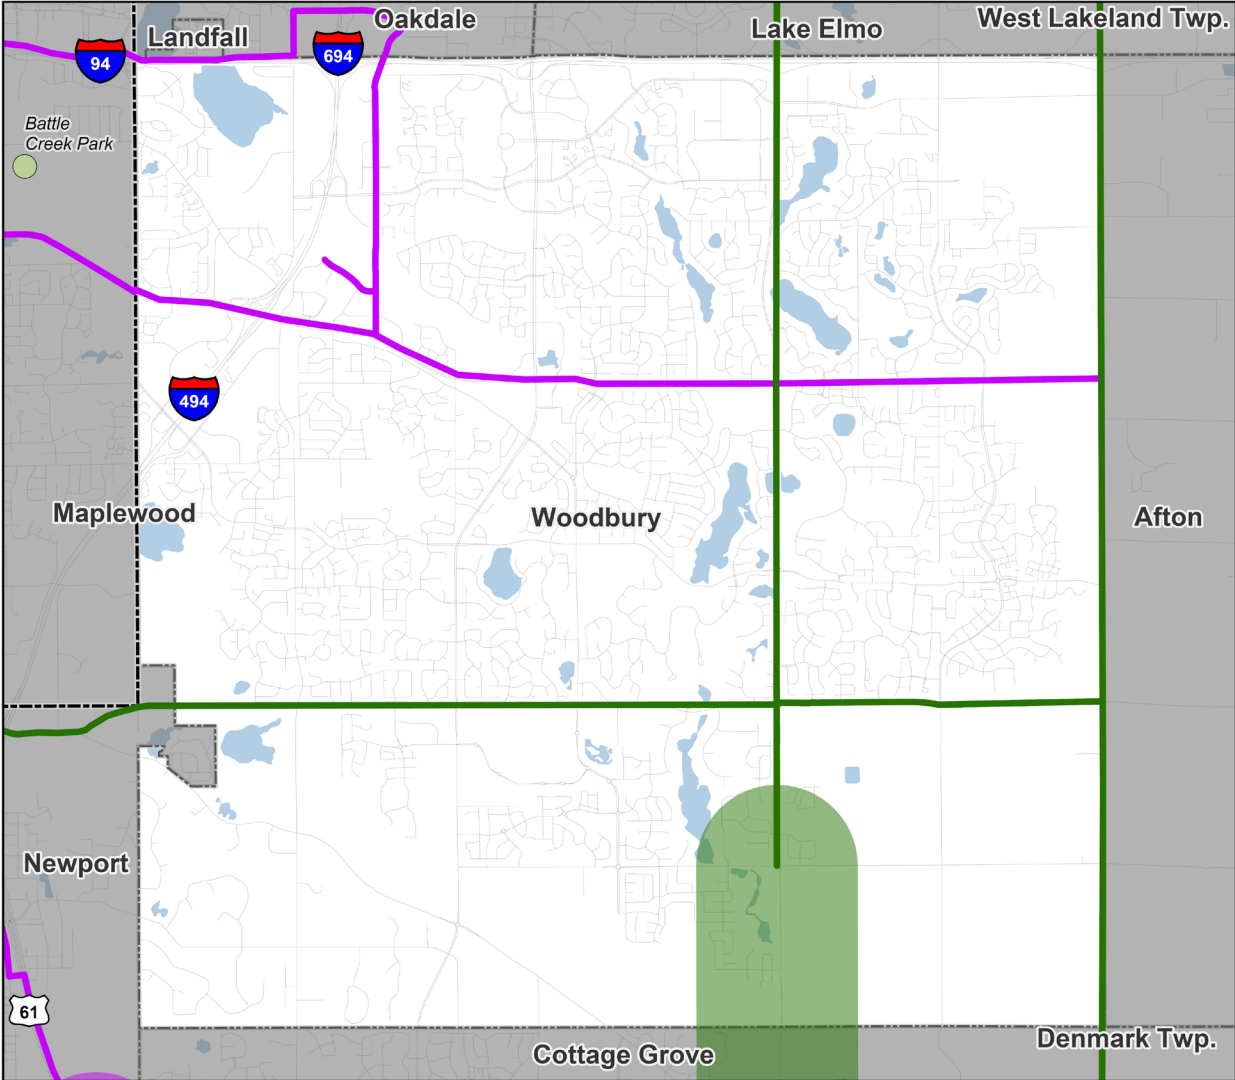 Oakdale
West Lakeland Twp.
Lake Elmo
Landfall
694
94
Battle
Creek Park
494
Maplewood
Woodbury
Afton
Newport
61
Denmark Twp.
Cottage Grove